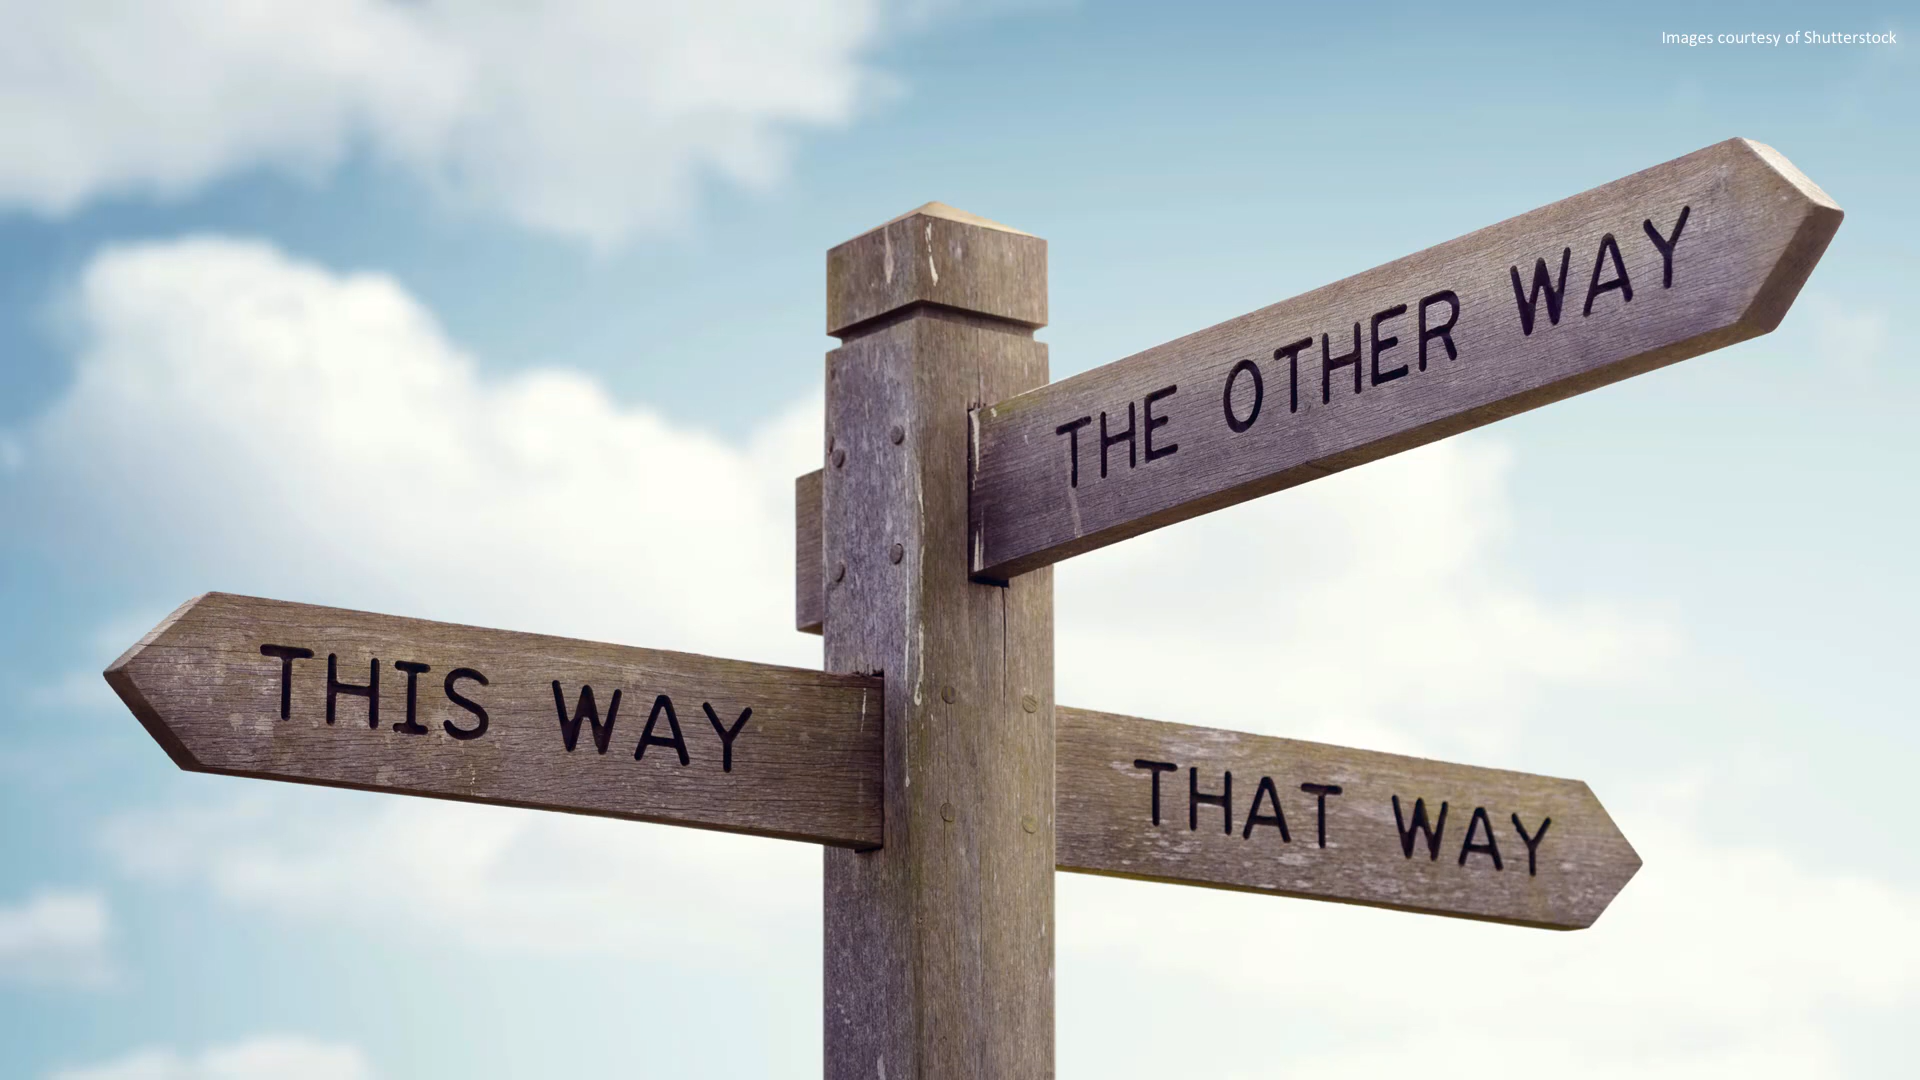 Images courtesy of Shutterstock
THE OTHER WAY
THIS WAY
THAT WAY